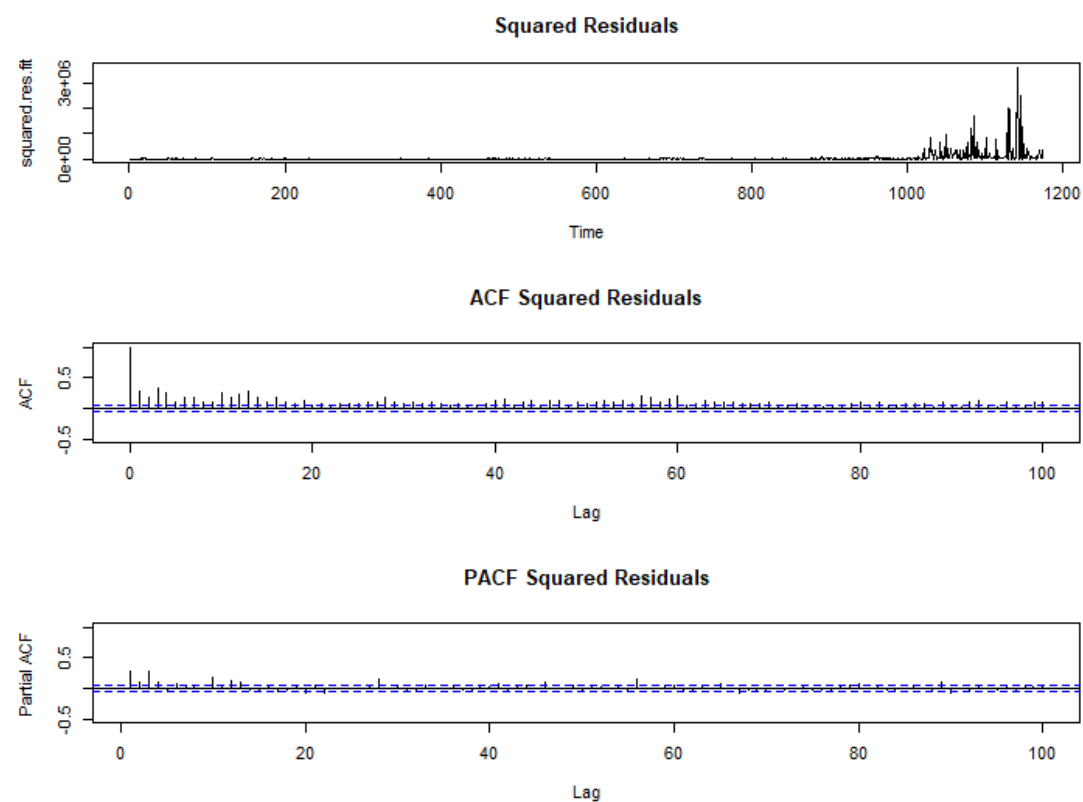 Squared Residuals
squared.res.fit
0e+00 3e+06
0 200 400 600 800 1000 1200
Time
ACF Squared Residuals
ACF
-0.5 0.5
0 20 40 60 80 100
Lag
PACF Squared Residuals
Partial ACF
-0.5 0.5
0 20 40 60 80 100
Lag